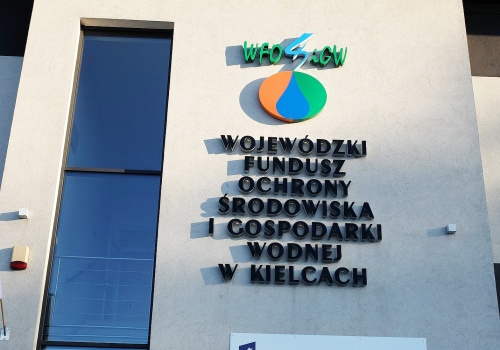 WFOŚiGW
WOJEWÓDZKI
FUNDUSZ
OCHRONY
ŚRODOWISKA
I GOSPODARKI
WODNEJ
W KIELCACH